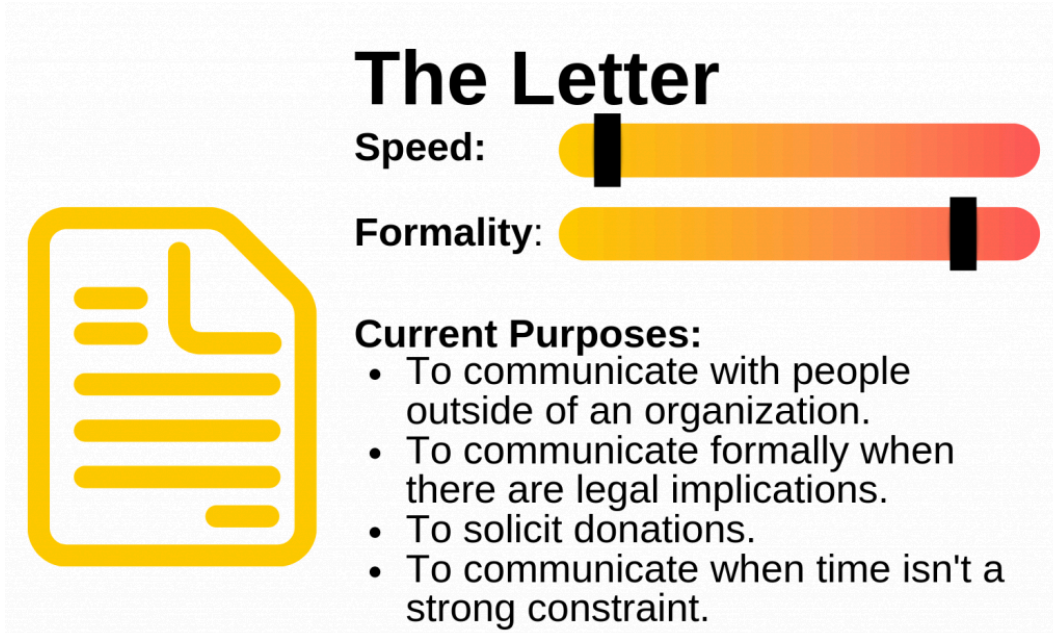 The Letter
Speed:
Formality:
Current Purposes:
• To communicate with people
outside of an organization.
• To communicate formally when
there are legal implications.
• To solicit donations.
• To communicate when time isn't a
strong constraint.